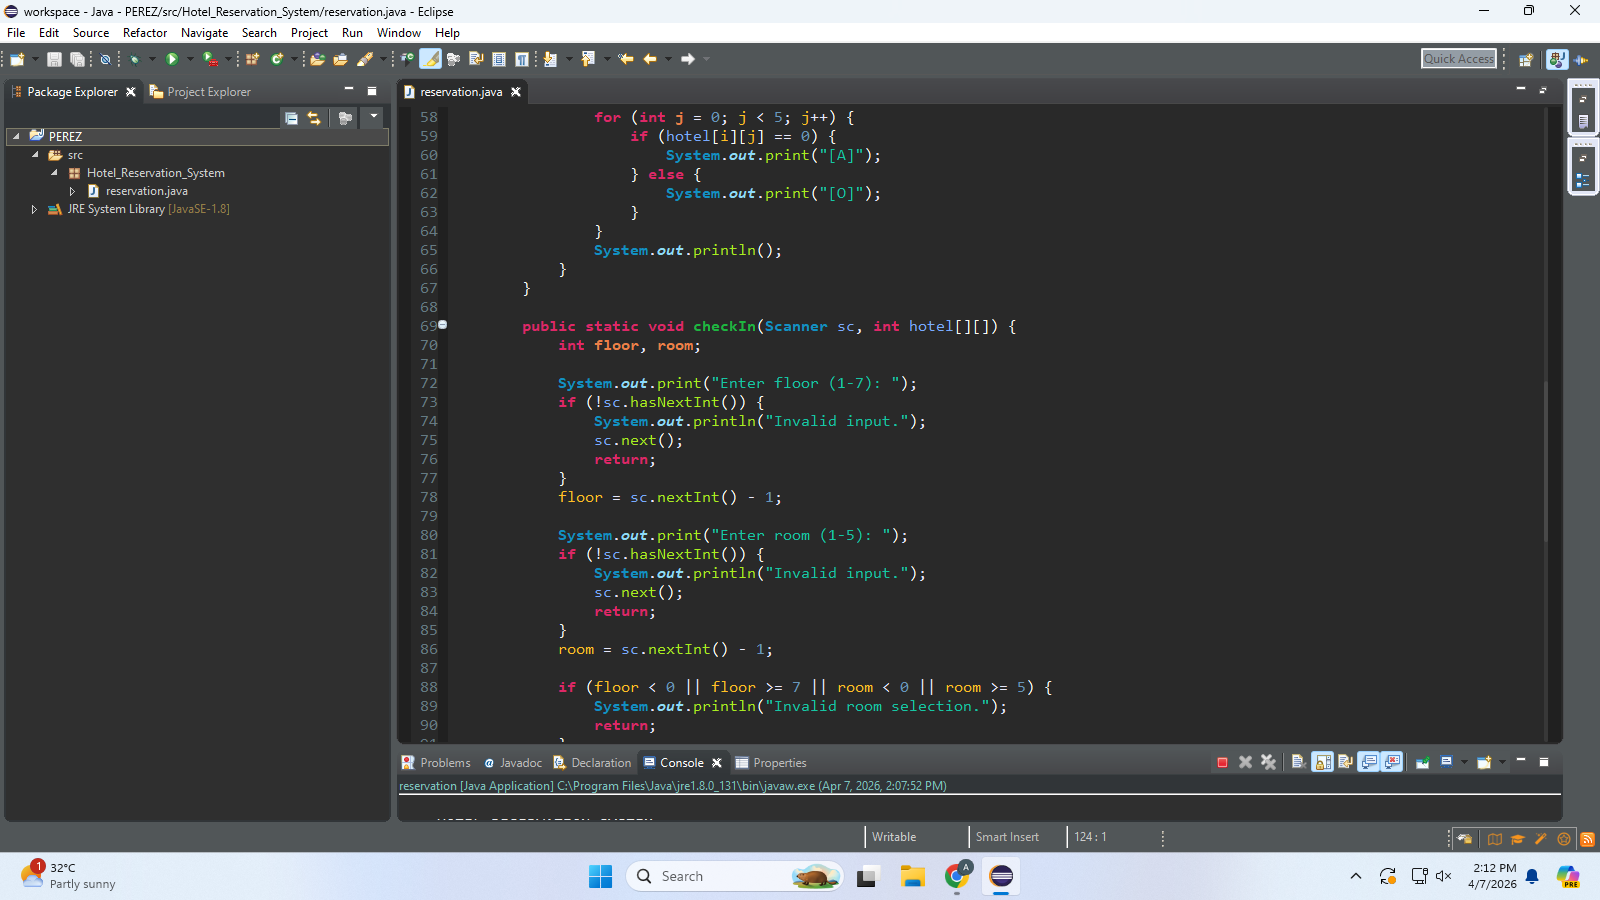 workspace - Java - PEREZ/src/Hotel_Reservation_System/reservation.java - Eclipse
File Edit Source Refactor Navigate Search Project Run Window Help
Quick Access
Package Explorer Project Explorer
reservation.java
PEREZ
src
Hotel_Reservation_System
reservation.java
JRE System Library [JavaSE-1.8]
58 for (int j = 0; j < 5; j++) {
59 if (hotel[i][j] == 0) {
60 System.out.print("[A]");
61 } else {
62 System.out.print("[O]");
63 }
64 }
65 System.out.println();
66 }
67 }
68
69 public static void checkIn(Scanner sc, int hotel[][]) {
70 int floor, room;
71
72 System.out.print("Enter floor (1-7): ");
73 if (!sc.hasNextInt()) {
74 System.out.println("Invalid input.");
75 sc.next();
76 return;
77 }
78 floor = sc.nextInt() - 1;
79
80 System.out.print("Enter room (1-5): ");
81 if (!sc.hasNextInt()) {
82 System.out.println("Invalid input.");
83 sc.next();
84 return;
85 }
86 room = sc.nextInt() - 1;
87
88 if (floor < 0 || floor >= 7 || room < 0 || room >= 5) {
89 System.out.println("Invalid room selection.");
90 return;
Problems Javadoc Declaration Console Properties
reservation [Java Application] C:\Program Files\Java\jre1.8.0_131\bin\javaw.exe (Apr 7, 2026, 2:07:52 PM)
Writable Smart Insert 124 : 1
1
32°C
Partly sunny
Search
A
2:12 PM
4/7/2026
PRE